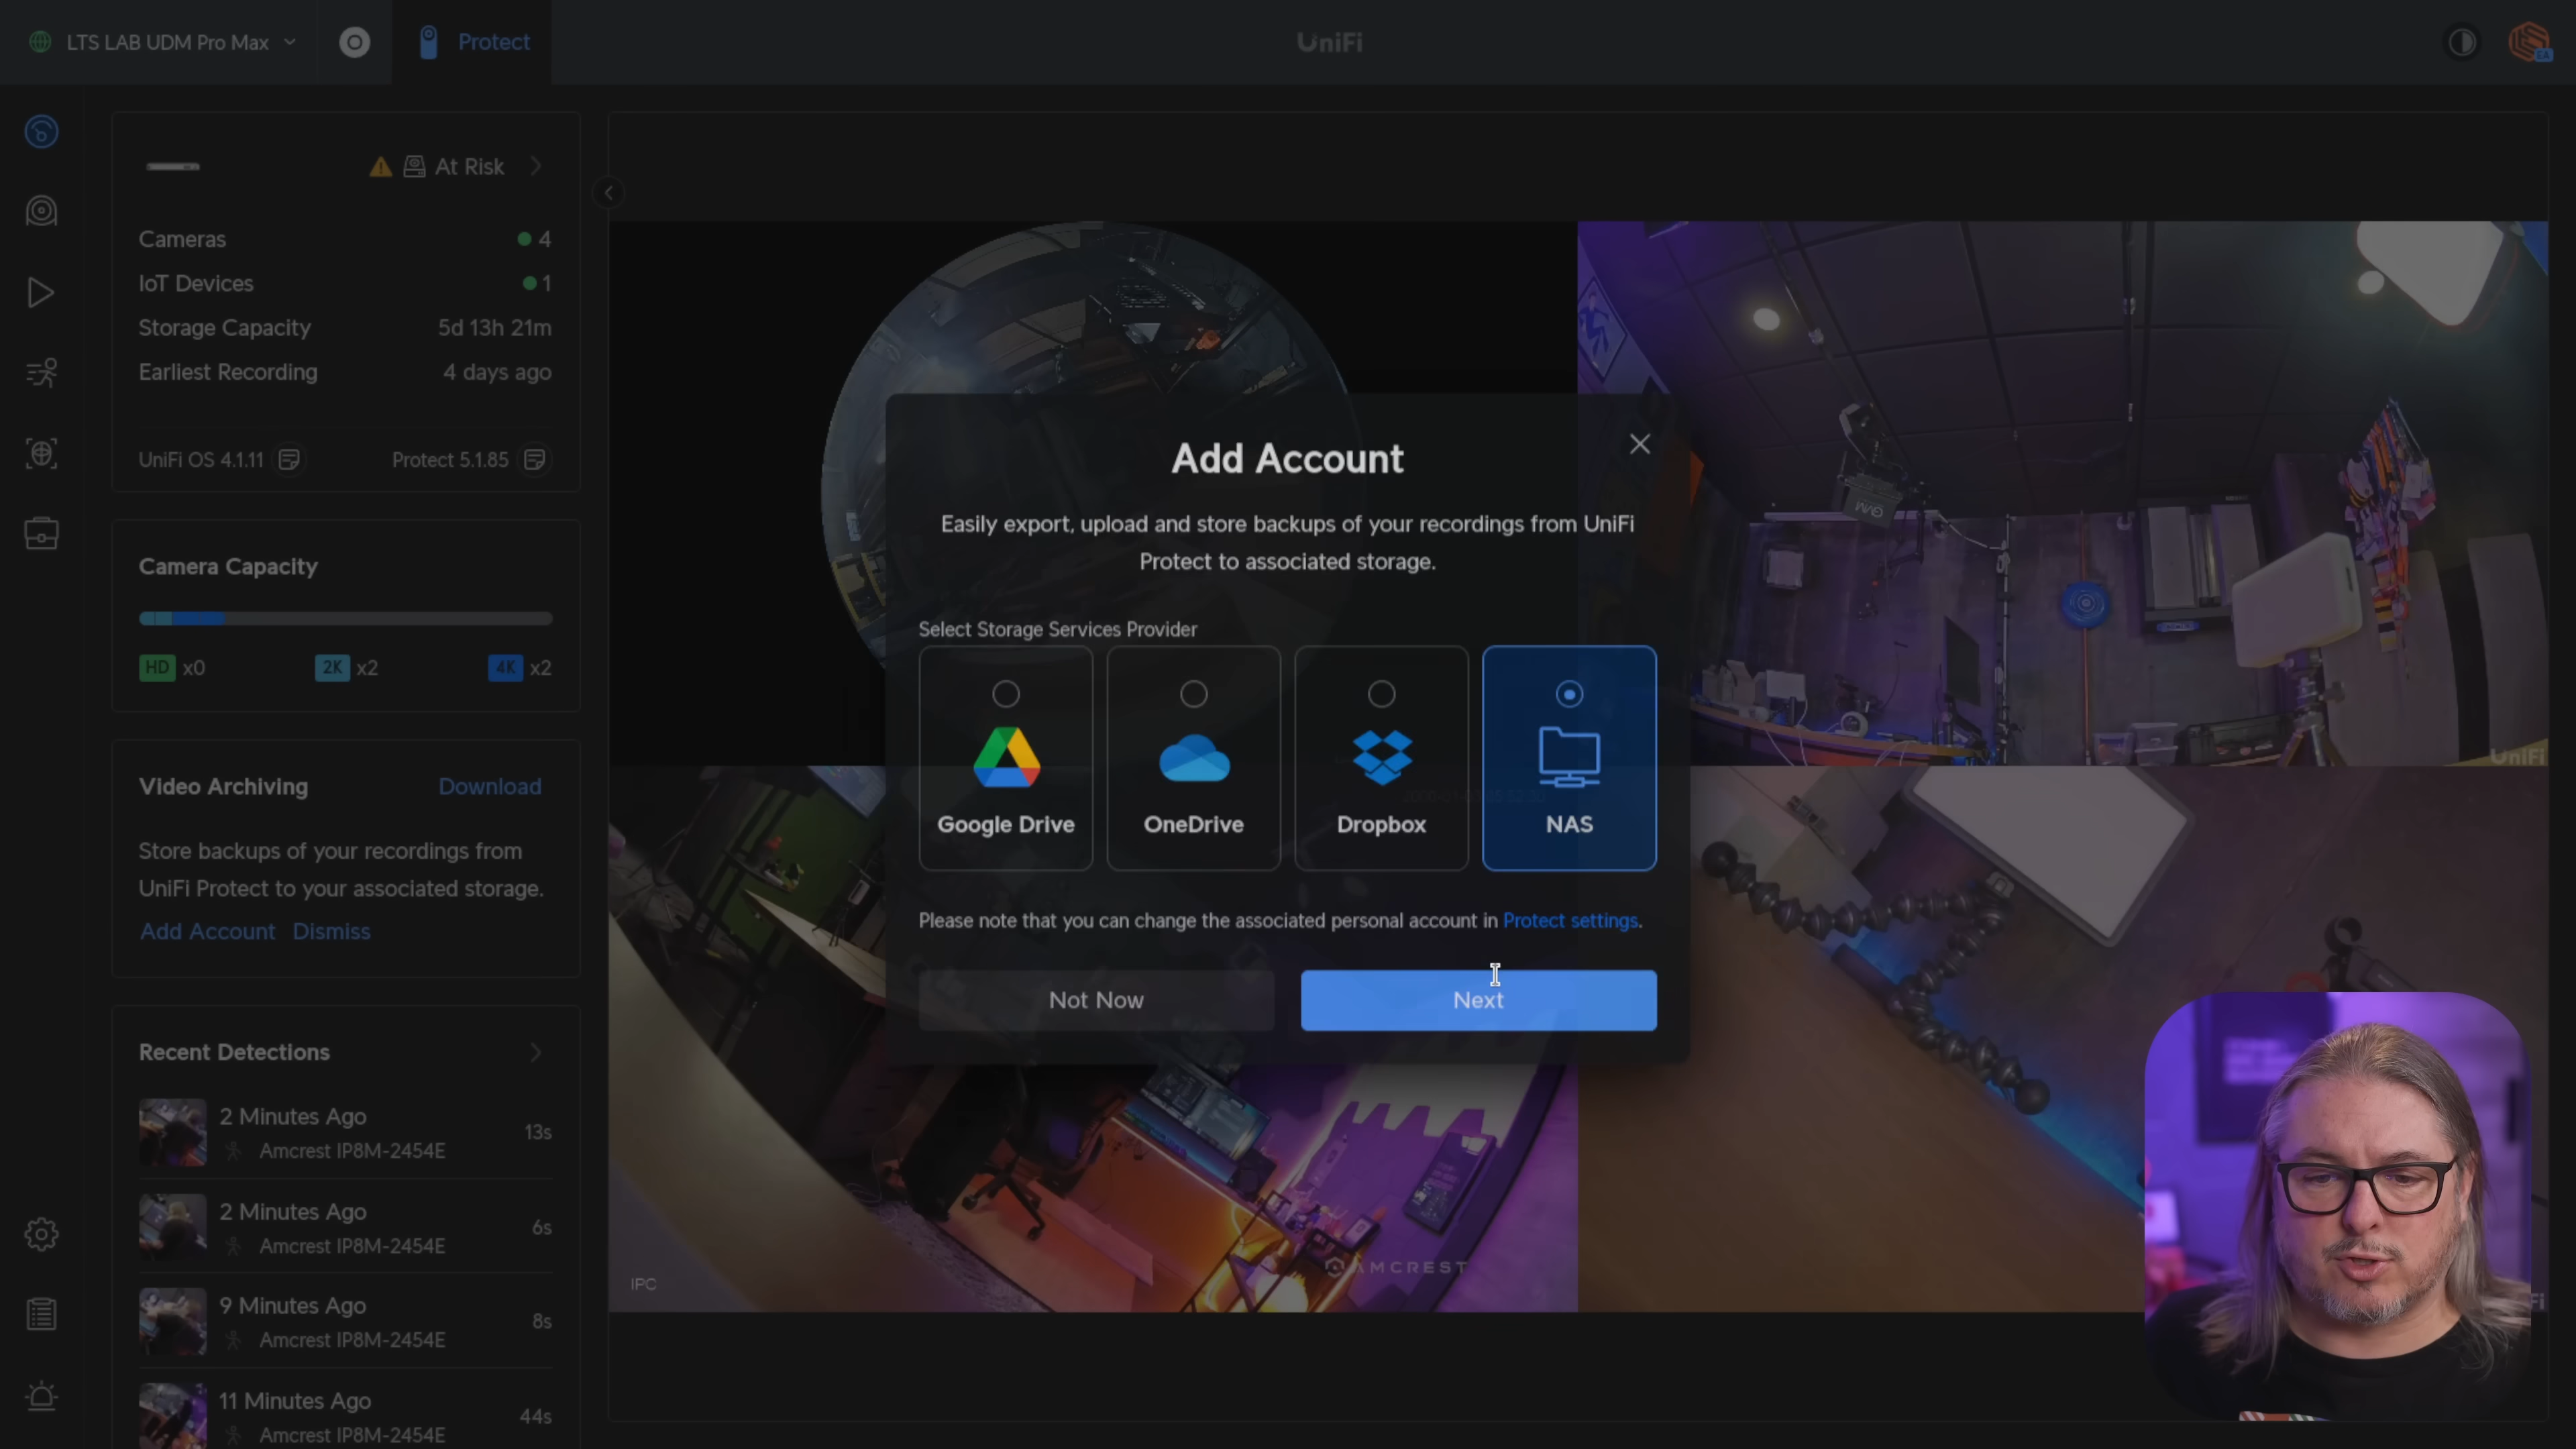 LTS LAB UDM Pro Max
Protect
UniFi
EA
At Risk
Cameras 4
IoT Devices 1
Storage Capacity 5d 13h 21m
Earliest Recording 4 days ago
UniFi OS 4.1.11 Protect 5.1.85
Camera Capacity
HD x0 2K x2 4K x2
Video Archiving Download
Store backups of your recordings from
UniFi Protect to your associated storage.
Add Account Dismiss
Recent Detections
2 Minutes Ago
Amcrest IP8M-2454E
13s
2 Minutes Ago
Amcrest IP8M-2454E
6s
9 Minutes Ago
Amcrest IP8M-2454E
8s
11 Minutes Ago
Amcrest IP8M-2454E
44s
Add Account
Easily export, upload and store backups of your recordings from UniFi
Protect to associated storage.
Select Storage Services Provider
Google Drive OneDrive Dropbox NAS
Please note that you can change the associated personal account in Protect settings.
Not Now Next
UniFi
IPC
AMCREST